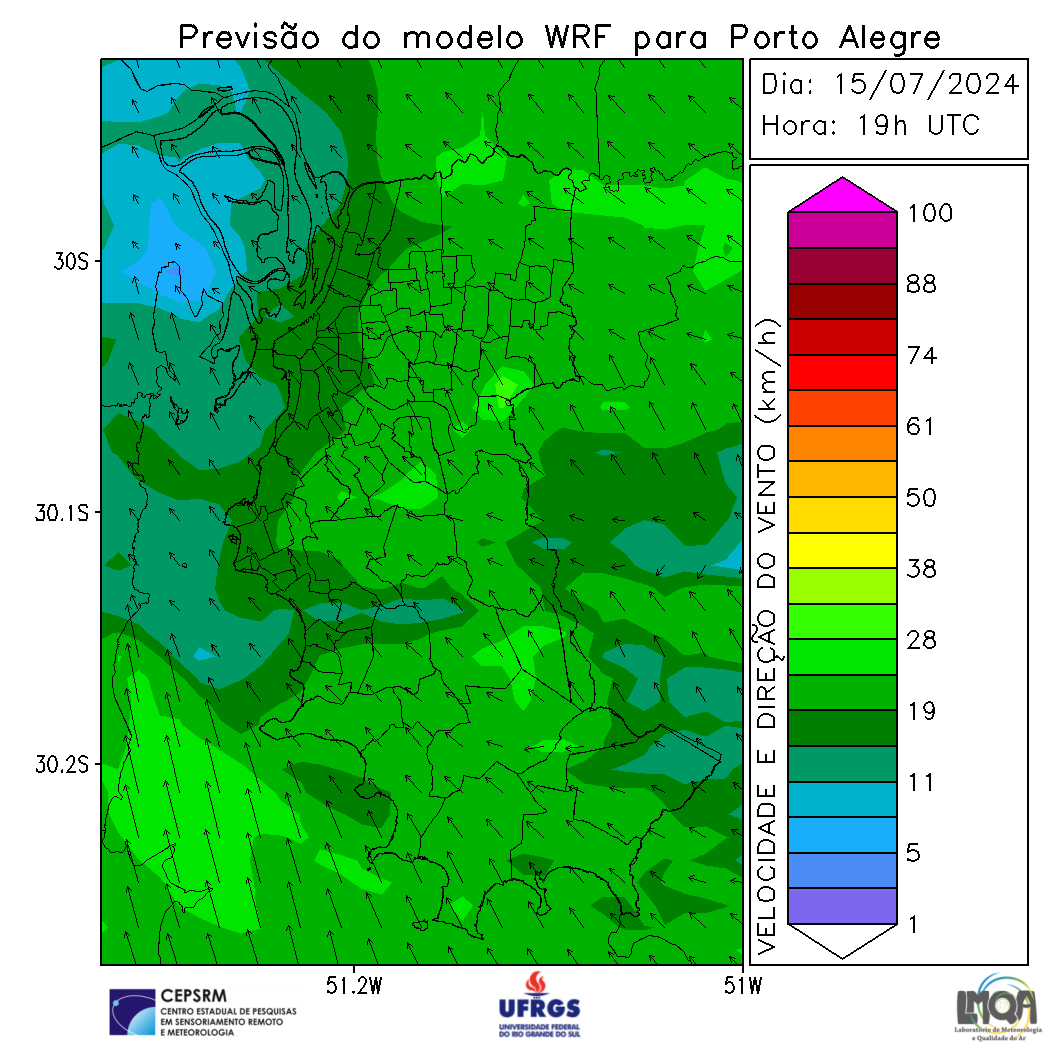 Previsão do modelo WRF para Porto Alegre
Dia: 15/07/2024
Hora: 19h UTC
30S
30.1S
30.2S
51.2W
51W
VELOCIDADE E DIREÇÃO DO VENTO (km/h)
100
88
74
61
50
38
28
19
11
5
1
CEPSRM
CENTRO ESTADUAL DE PESQUISAS
EM SENSORIAMENTO REMOTO
E METEOROLOGIA
UFRGS
UNIVERSIDADE FEDERAL
DO RIO GRANDE DO SUL
LMQA
Laboratório de Meteorologia
e Qualidade do Ar